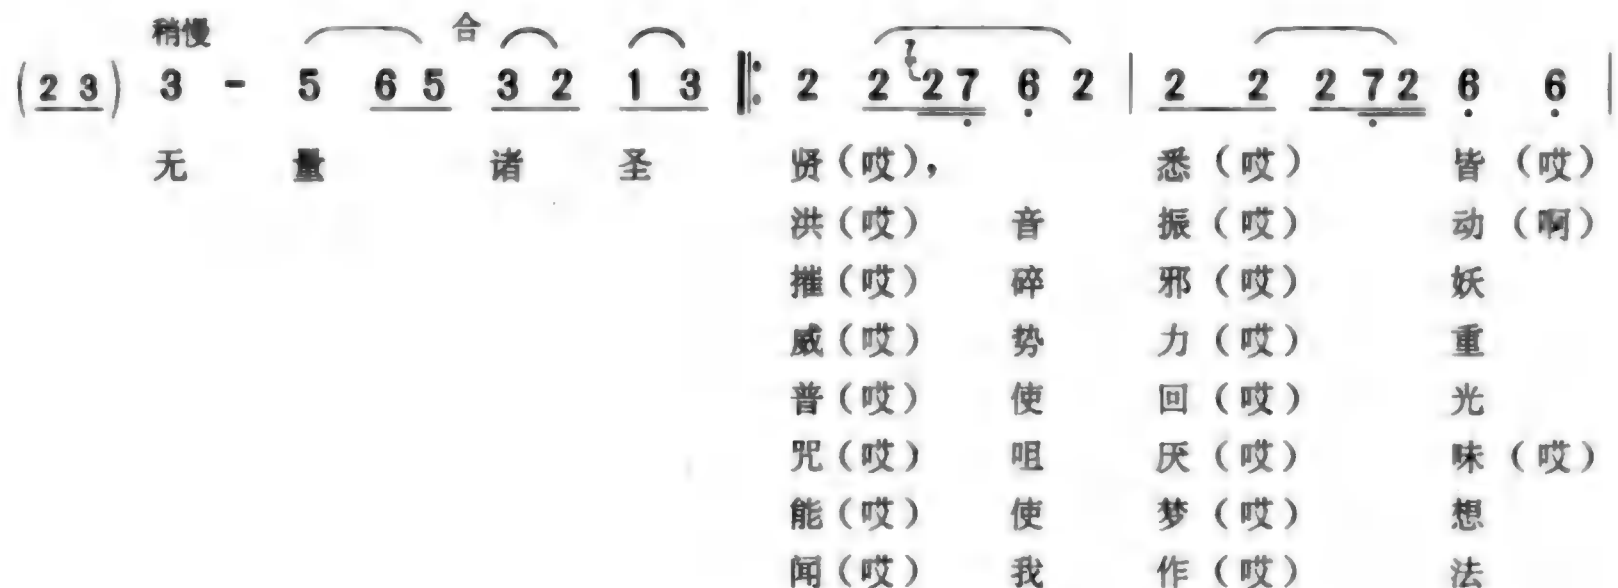 稍慢 合
(2 3) 3 - 5 6 5 3 2 1 3 ‖: 2 2 7 2 7 6 2 | 2 2 2 7 2 6 6 |
无 量 诸 圣 贤(哎), 悉(哎) 皆(哎)
洪(哎) 音 振(哎) 动(啊)
摧(哎) 碎 邪(哎) 妖
威(哎) 势 力(哎) 重
普(哎) 使 回(哎) 光
咒(哎) 咀 厌(哎) 味(哎)
能(哎) 使 梦(哎) 想
闻(哎) 我 作(哎) 法